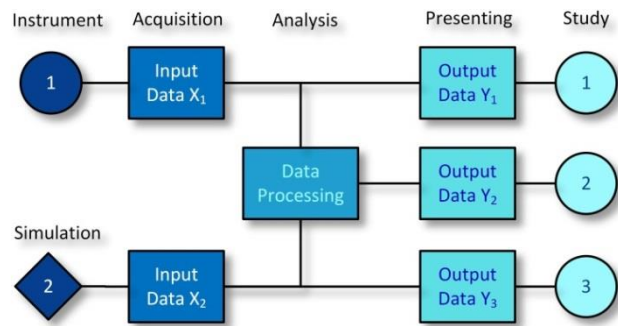 Instrument
Acquisition
Analysis
Presenting
Study
1
Input
Data X₁
Output
Data Y₁
1
Data
Processing
Output
Data Y₂
2
Simulation
2
Input
Data X₂
Output
Data Y₃
3